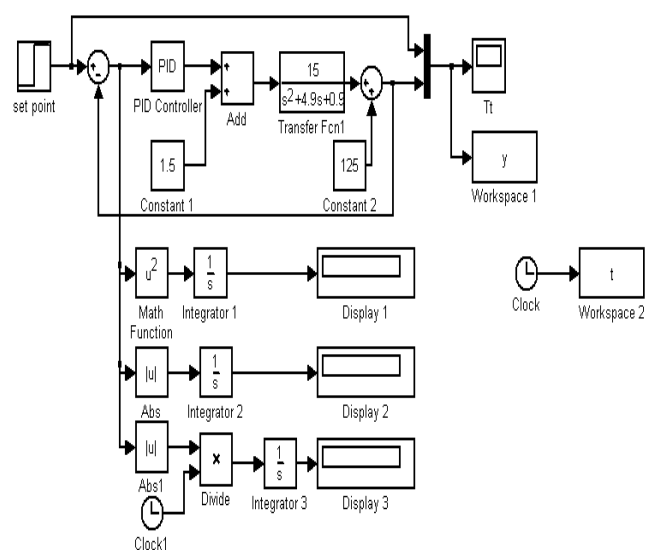 set point
PID
PID Controller
Add
15
s²+4.9s+0.9
Transfer Fcn1
1.5
Constant 1
125
Constant 2
Tt
y
Workspace 1
u²
Math
Function
1
s
Integrator 1
Display 1
Clock
t
Workspace 2
|u|
Abs
1
s
Integrator 2
Display 2
|u|
Abs1
×
Divide
1
s
Integrator 3
Display 3
Clock1